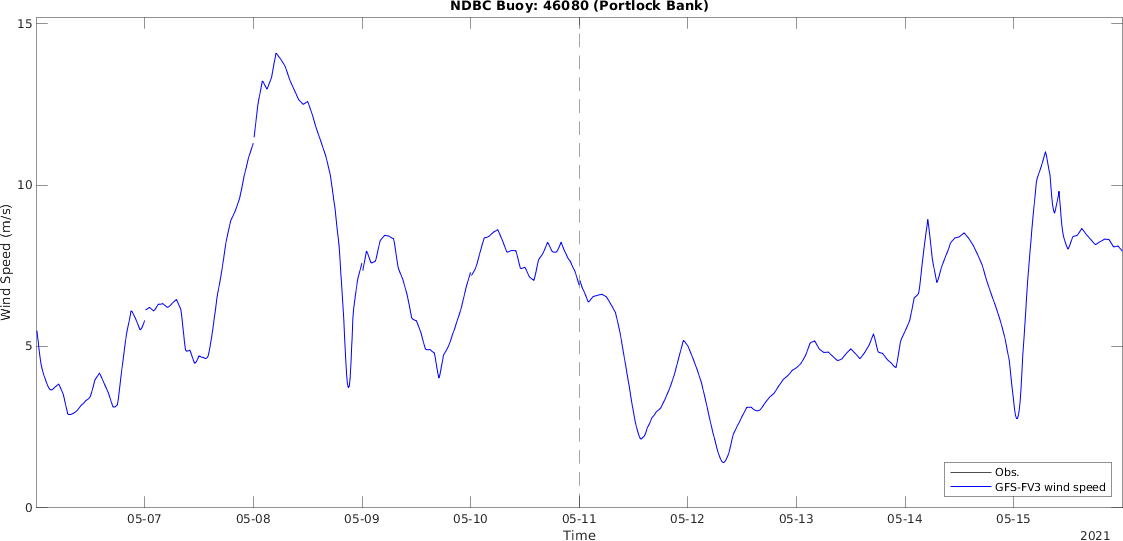 NDBC Buoy: 46080 (Portlock Bank)
15
10
5
0
Wind Speed (m/s)
05-07 05-08 05-09 05-10 05-11 05-12 05-13 05-14 05-15
Time
2021
Obs.
GFS-FV3 wind speed